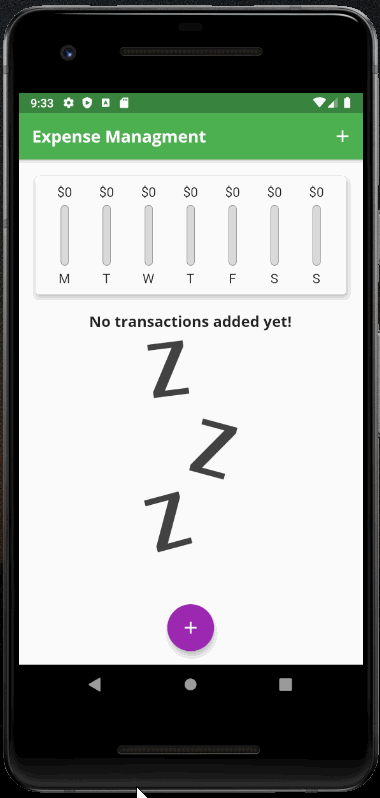 9:33
Expense Managment
$0 $0 $0 $0 $0 $0 $0
M T W T F S S
No transactions added yet!
Z
Z
Z